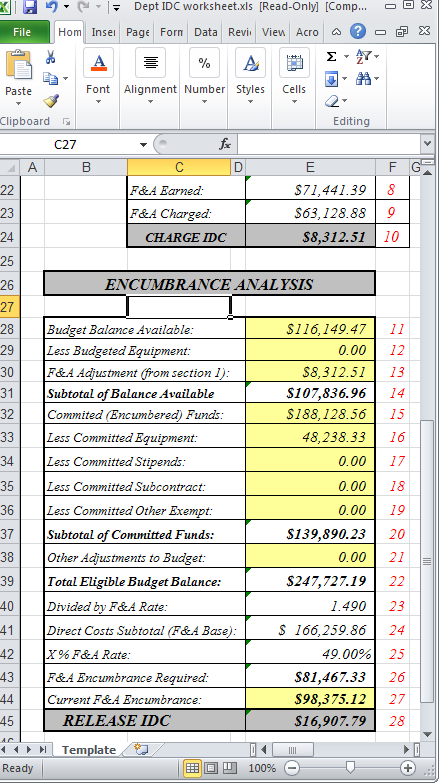 Dept IDC worksheet.xls [Read-Only] [Comp...
File Hom Inser Page Form Data Revi View Acro
Paste Font Alignment Number Styles Cells
Clipboard Editing
C27 fx
A B C D E F G
22 F&A Earned: $71,441.39 8
23 F&A Charged: $63,128.88 9
24 CHARGE IDC $8,312.51 10
25
26 ENCUMBRANCE ANALYSIS
27
28 Budget Balance Available: $116,149.47 11
29 Less Budgeted Equipment: 0.00 12
30 F&A Adjustment (from section 1): $8,312.51 13
31 Subtotal of Balance Available $107,836.96 14
32 Commited (Encumbered) Funds: $188,128.56 15
33 Less Committed Equipment: 48,238.33 16
34 Less Committed Stipends: 0.00 17
35 Less Committed Subcontract: 0.00 18
36 Less Committed Other Exempt: 0.00 19
37 Subtotal of Committed Funds: $139,890.23 20
38 Other Adjustments to Budget: 0.00 21
39 Total Eligible Budget Balance: $247,727.19 22
40 Divided by F&A Rate: 1.490 23
41 Direct Costs Subtotal (F&A Base): $ 166,259.86 24
42 X % F&A Rate: 49.00% 25
43 F&A Encumbrance Required: $81,467.33 26
44 Current F&A Encumbrance: $98,375.12 27
45 RELEASE IDC $16,907.79 28
Template
Ready 100%